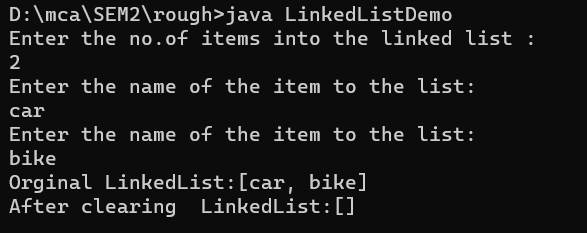 D:\mca\SEM2\rough>java LinkedListDemo
Enter the no.of items into the linked list :
2
Enter the name of the item to the list:
car
Enter the name of the item to the list:
bike
Orginal LinkedList:[car, bike]
After clearing  LinkedList:[]